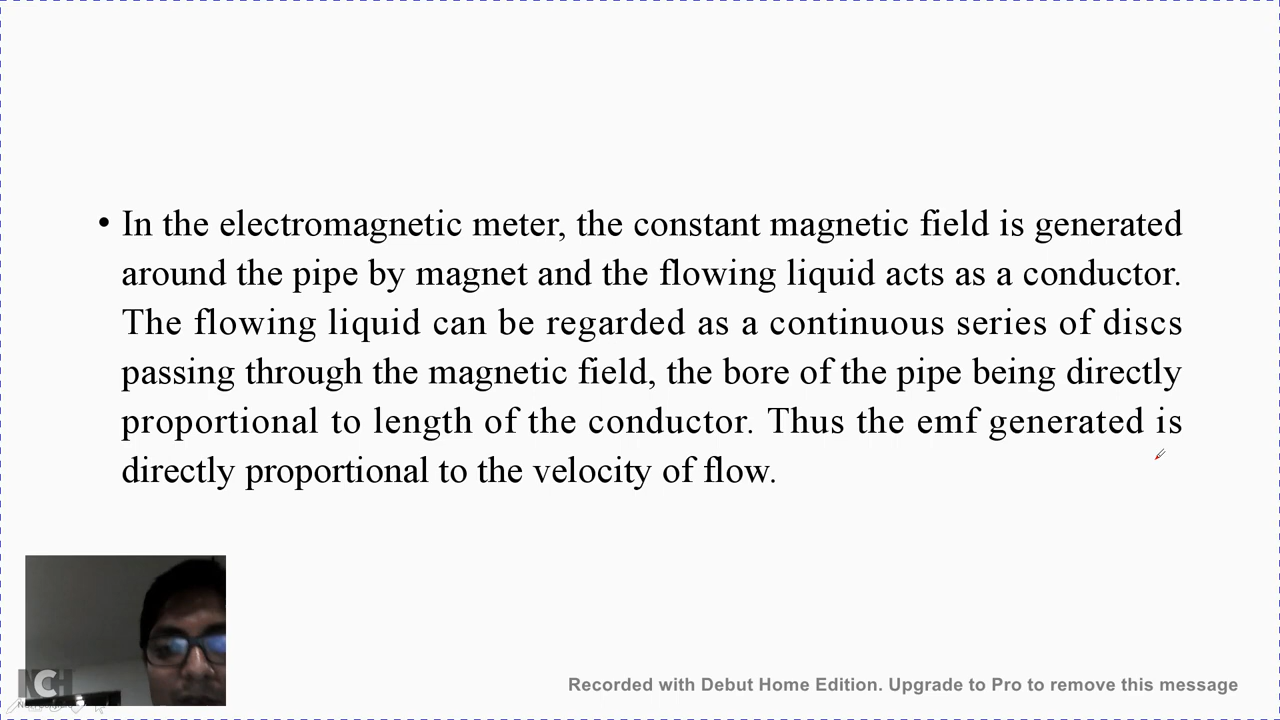 • In the electromagnetic meter, the constant magnetic field is generated
around the pipe by magnet and the flowing liquid acts as a conductor.
The flowing liquid can be regarded as a continuous series of discs
passing through the magnetic field, the bore of the pipe being directly
proportional to length of the conductor. Thus the emf generated is
directly proportional to the velocity of flow.
NCH
Recorded with Debut Home Edition. Upgrade to Pro to remove this message